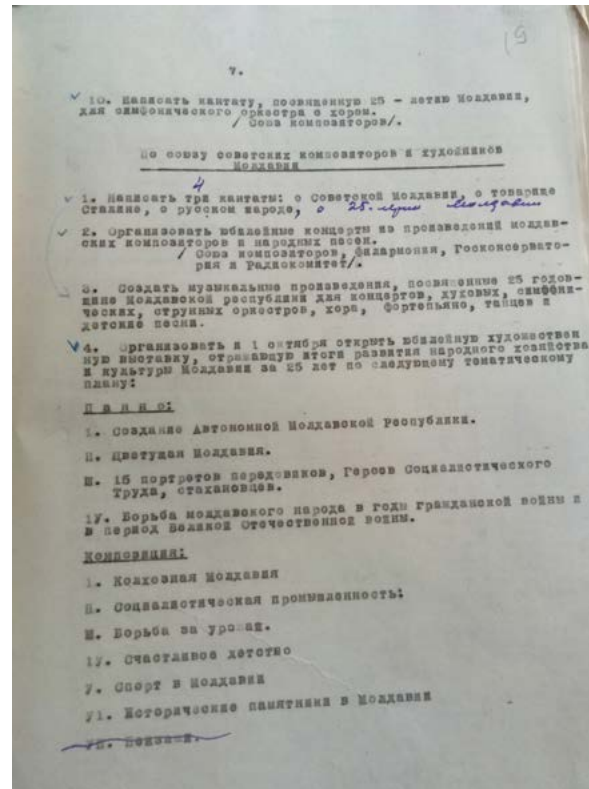 19
7.
10. Написать кантату, посвященную 25 - летию Молдавии,
для симфонического оркестра с хором.
/ Союз композиторов/.
По союзу советских композиторов и художников
Молдавии
4
1. Написать три кантаты: о Советской Молдавии, о товарище
Сталине, о русском народе, о 25-летии Молдавии
2. Организовать юбилейные концерты из произведений молдав-
ских композиторов и народных песен.
/ Союз композиторов, филармония, Госконсервато-
рия и Радиокомитет/.
3. Создать музыкальные произведения, посвященные 25 годов-
щине Молдавской республики для концертов, духовых, симфони-
ческих, струнных оркестров, хора, фортепьяно, танцев и
детские песни.
4. Организовать и 1 октября открыть юбилейную художествен
ную выставку, отражающую итоги развития народного хозяйства
и культуры Молдавии за 25 лет по следующему тематическому
плану:
П а н н о:
I. Создание Автономной Молдавской Республики.
II. Цветущая Молдавия.
III. 15 портретов передовиков, Героев Социалистического
Труда, стахановцев.
IУ. Борьба молдавского народа в годы гражданской войны и
в период Великой Отечественной войны.
Композиция:
I. Колхозная Молдавия
II. Социалистическая промышленность:
III. Борьба за урожай.
IУ. Счастливое детство
У. Спорт в Молдавии
УI. Исторические памятники в Молдавии
УII. Пейзажи.